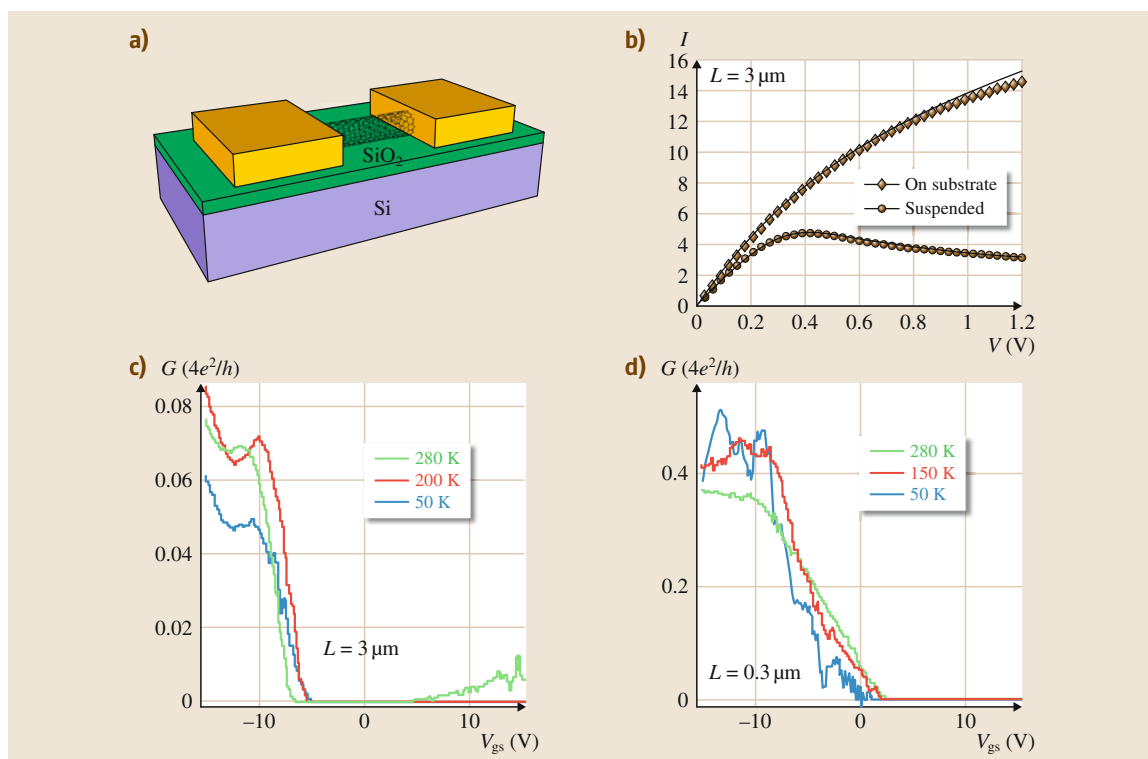 a)
SiO2
Si
b)
I
16
14
12
10
8
6
4
2
0
L = 3 µm
On substrate
Suspended
0 0.2 0.4 0.6 0.8 1 1.2
V (V)
c)
G (4e²/h)
0.08
0.06
0.04
0.02
0
280 K
200 K
50 K
L = 3 µm
−10 0 10
Vgs (V)
d)
G (4e²/h)
0.4
0.2
0
280 K
150 K
50 K
L = 0.3 µm
−10 0 10
Vgs (V)